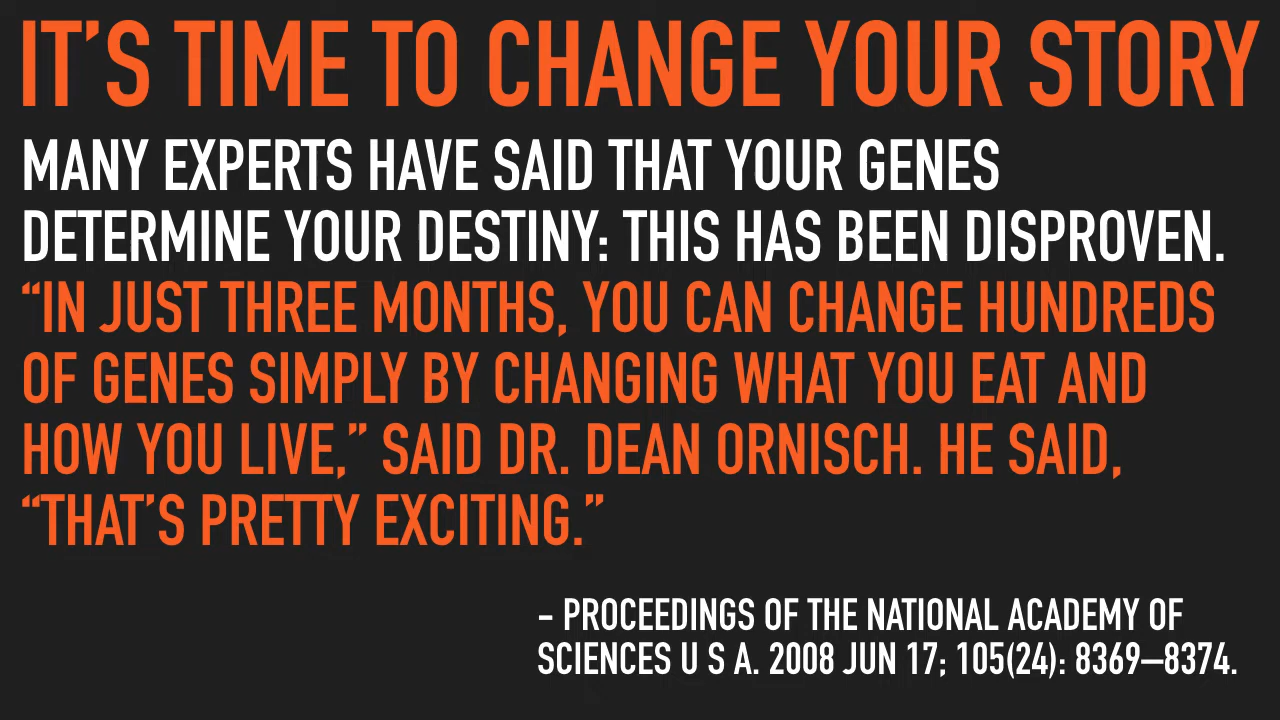 IT'S TIME TO CHANGE YOUR STORY
MANY EXPERTS HAVE SAID THAT YOUR GENES
DETERMINE YOUR DESTINY: THIS HAS BEEN DISPROVEN.
“IN JUST THREE MONTHS, YOU CAN CHANGE HUNDREDS
OF GENES SIMPLY BY CHANGING WHAT YOU EAT AND
HOW YOU LIVE,” SAID DR. DEAN ORNISCH. HE SAID,
“THAT’S PRETTY EXCITING.”
– PROCEEDINGS OF THE NATIONAL ACADEMY OF
SCIENCES U S A. 2008 JUN 17; 105(24): 8369–8374.